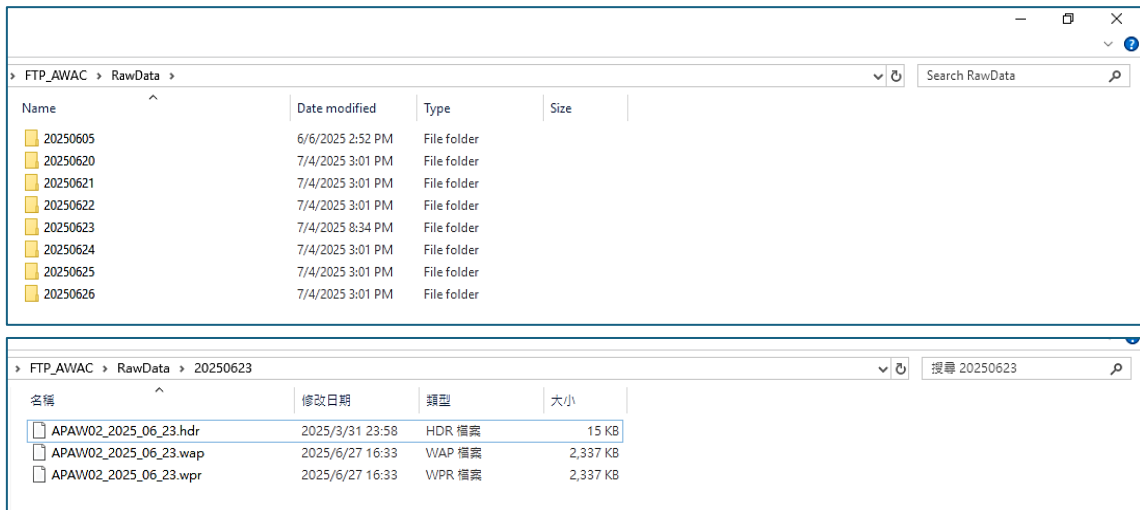 FTP_AWAC > RawData >
Search RawData
Name Date modified Type Size
20250605 6/6/2025 2:52 PM File folder
20250620 7/4/2025 3:01 PM File folder
20250621 7/4/2025 3:01 PM File folder
20250622 7/4/2025 3:01 PM File folder
20250623 7/4/2025 8:34 PM File folder
20250624 7/4/2025 3:01 PM File folder
20250625 7/4/2025 3:01 PM File folder
20250626 7/4/2025 3:01 PM File folder
FTP_AWAC > RawData > 20250623
搜尋 20250623
名稱 修改日期 類型 大小
APAW02_2025_06_23.hdr 2025/3/31 23:58 HDR 檔案 15 KB
APAW02_2025_06_23.wap 2025/6/27 16:33 WAP 檔案 2,337 KB
APAW02_2025_06_23.wpr 2025/6/27 16:33 WPR 檔案 2,337 KB